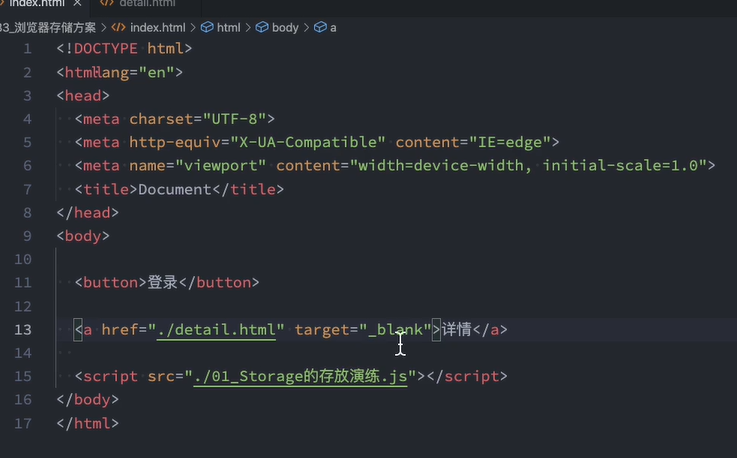 index.html × detail.html
33_浏览器存储方案 > index.html > html > body > a
1 <!DOCTYPE html>
2 <html lang="en">
3 <head>
4 <meta charset="UTF-8">
5 <meta http-equiv="X-UA-Compatible" content="IE=edge">
6 <meta name="viewport" content="width=device-width, initial-scale=1.0">
7 <title>Document</title>
8 </head>
9 <body>
10
11 <button>登录</button>
12
13 <a href="./detail.html" target="_blank">详情</a>
14
15 <script src="./01_Storage的存放演练.js"></script>
16 </body>
17 </html>